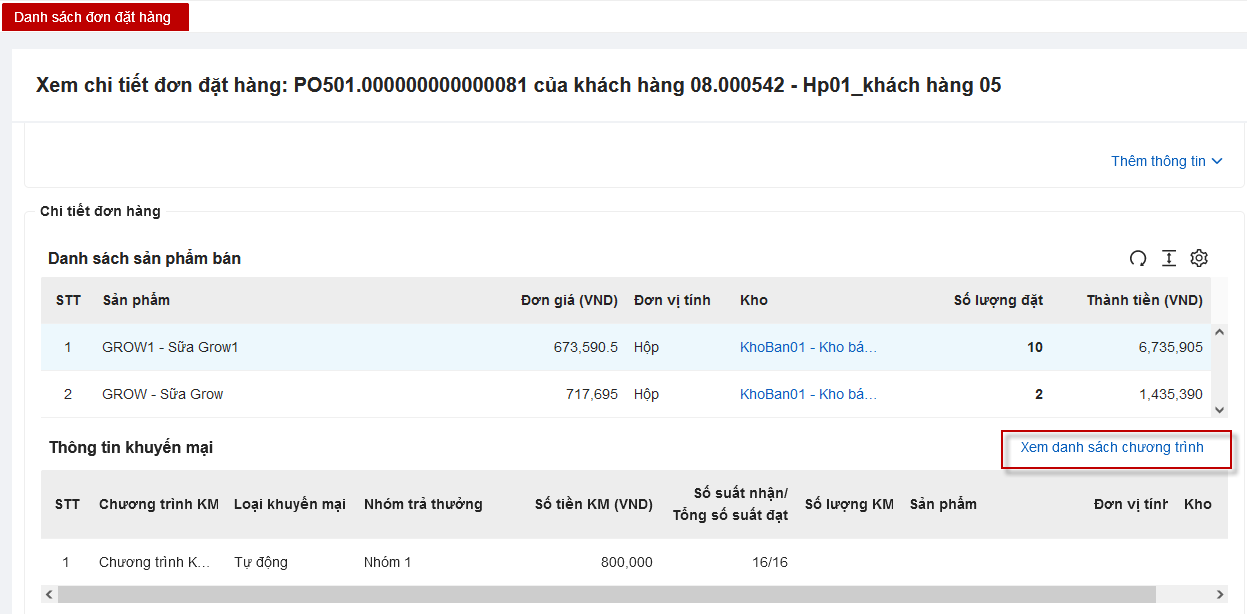 Danh sách đơn đặt hàng
Xem chi tiết đơn đặt hàng: PO501.000000000000081 của khách hàng 08.000542 - Hp01_khách hàng 05
Thêm thông tin
Chi tiết đơn hàng
Danh sách sản phẩm bán
STT Sản phẩm Đơn giá (VND) Đơn vị tính Kho Số lượng đặt Thành tiền (VND)
1 GROW1 - Sữa Grow1 673,590.5 Hộp KhoBan01 - Kho bá... 10 6,735,905
2 GROW - Sữa Grow 717,695 Hộp KhoBan01 - Kho bá... 2 1,435,390
Thông tin khuyến mại
Xem danh sách chương trình
STT Chương trình KM Loại khuyến mại Nhóm trả thưởng Số tiền KM (VND) Số suất nhận/ Tổng số suất đạt Số lượng KM Sản phẩm Đơn vị tính Kho
1 Chương trình K... Tự động Nhóm 1 800,000 16/16